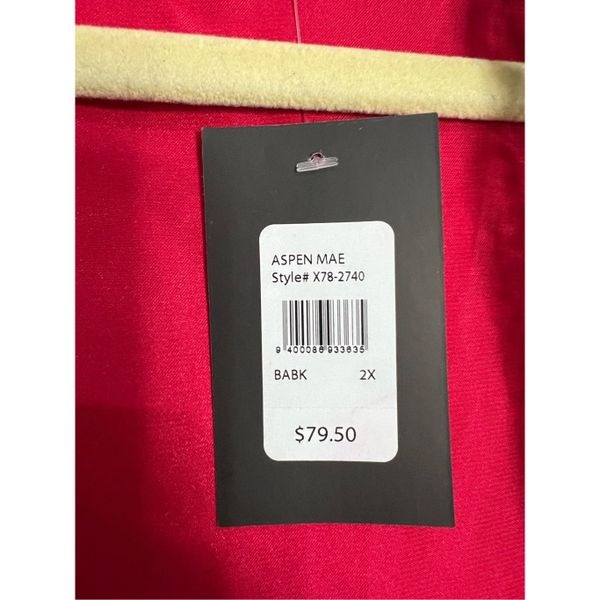 ASPEN MAE
Style# X78-2740
9 400086 933635
BABK 2X
$79.50